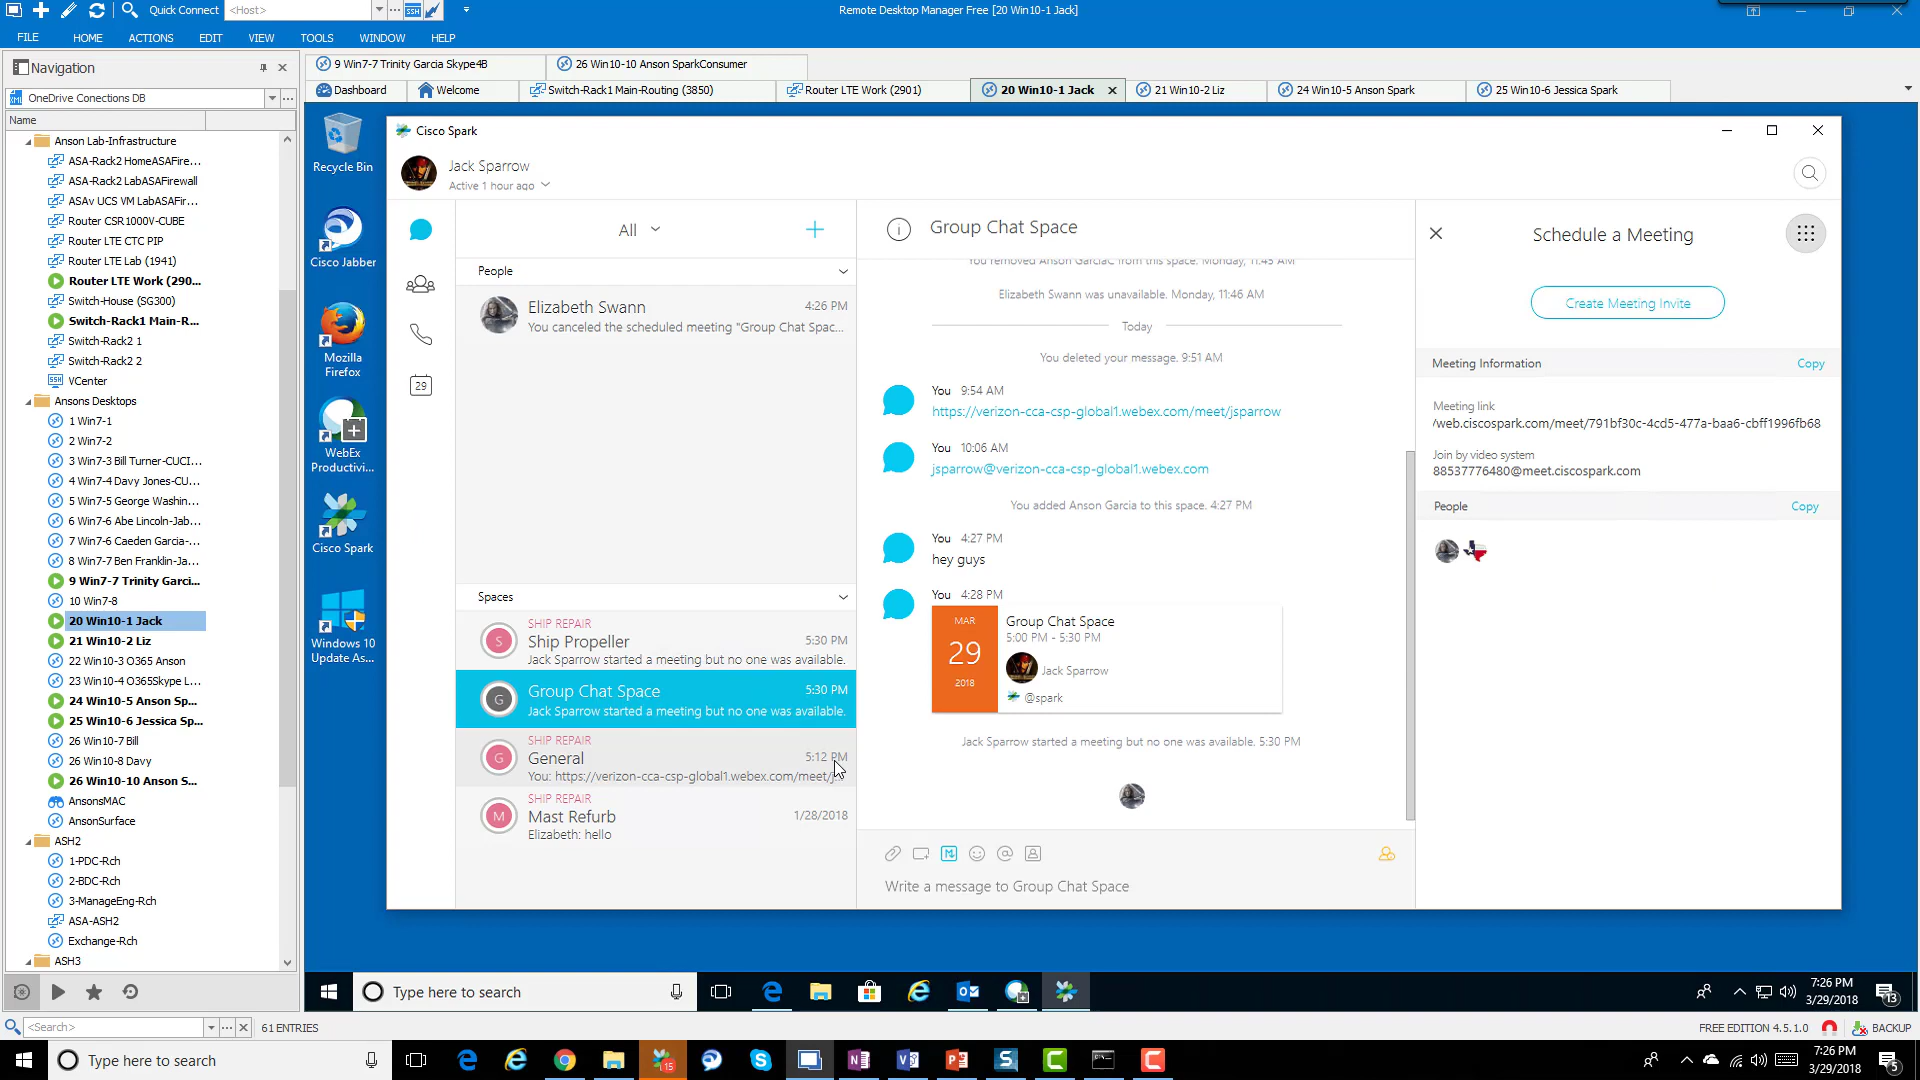 Quick Connect
<Host>
SSH
Remote Desktop Manager Free [20 Win10-1 Jack]
FILE
HOME
ACTIONS
EDIT
VIEW
TOOLS
WINDOW
HELP
Navigation
OneDrive Conections DB
Name
Anson Lab-Infrastructure
ASA-Rack2 HomeASAFire...
ASA-Rack2 LabASAFirewall
ASAv UCS VM LabASAFir...
Router CSR1000V-CUBE
Router LTE CTC PIP
Router LTE Lab (1941)
Router LTE Work (290...
Switch-House (SG300)
Switch-Rack1 Main-R...
Switch-Rack2 1
Switch-Rack2 2
VCenter
Ansons Desktops
1 Win7-1
2 Win7-2
3 Win7-3 Bill Turner-CUCI...
4 Win7-4 Davy Jones-CU...
5 Win7-5 George Washin...
6 Win7-6 Abe Lincoln-Jab...
7 Win7-6 Caeden Garcia-...
8 Win7-7 Ben Franklin-Ja...
9 Win7-7 Trinity Garci...
10 Win7-8
20 Win10-1 Jack
21 Win10-2 Liz
22 Win10-3 O365 Anson
23 Win10-4 O365Skype L...
24 Win10-5 Anson Sp...
25 Win10-6 Jessica Sp...
26 Win10-7 Bill
26 Win10-8 Davy
26 Win10-10 Anson S...
AnsonsMAC
AnsonSurface
ASH2
1-PDC-Rch
2-BDC-Rch
3-ManageEng-Rch
ASA-ASH2
Exchange-Rch
ASH3
<Search>
61 ENTRIES
9 Win7-7 Trinity Garcia Skype4B
26 Win10-10 Anson SparkConsumer
Dashboard
Welcome
Switch-Rack1 Main-Routing (3850)
Router LTE Work (2901)
20 Win10-1 Jack
21 Win10-2 Liz
24 Win10-5 Anson Spark
25 Win10-6 Jessica Spark
Recycle Bin
Cisco Jabber
Mozilla
Firefox
WebEx
Productivi...
Cisco Spark
Windows 10
Update As...
Cisco Spark
Jack Sparrow
Active 1 hour ago
29
All
People
Elizabeth Swann
4:26 PM
You canceled the scheduled meeting "Group Chat Spac...
Spaces
SHIP REPAIR
S
Ship Propeller
5:30 PM
Jack Sparrow started a meeting but no one was available.
G
Group Chat Space
5:30 PM
Jack Sparrow started a meeting but no one was available.
SHIP REPAIR
G
General
5:12 PM
You: https://verizon-cca-csp-global1.webex.com/meet/j...
SHIP REPAIR
M
Mast Refurb
1/28/2018
Elizabeth: hello
Group Chat Space
You removed Anson GarciaC from this space. Monday, 11:45 AM
Elizabeth Swann was unavailable. Monday, 11:46 AM
Today
You deleted your message. 9:51 AM
You 9:54 AM
https://verizon-cca-csp-global1.webex.com/meet/jsparrow
You 10:06 AM
jsparrow@verizon-cca-csp-global1.webex.com
You added Anson Garcia to this space. 4:27 PM
You 4:27 PM
hey guys
You 4:28 PM
MAR
29
2018
Group Chat Space
5:00 PM - 5:30 PM
Jack Sparrow
@spark
Jack Sparrow started a meeting but no one was available. 5:30 PM
Write a message to Group Chat Space
Schedule a Meeting
Create Meeting Invite
Meeting Information
Copy
Meeting link
/web.ciscospark.com/meet/791bf30c-4cd5-477a-baa6-cbff1996fb68
Join by video system
88537776480@meet.ciscospark.com
People
Copy
Type here to search
7:26 PM
3/29/2018
13
FREE EDITION 4.5.1.0
BACKUP
Type here to search
15
7:26 PM
3/29/2018
5